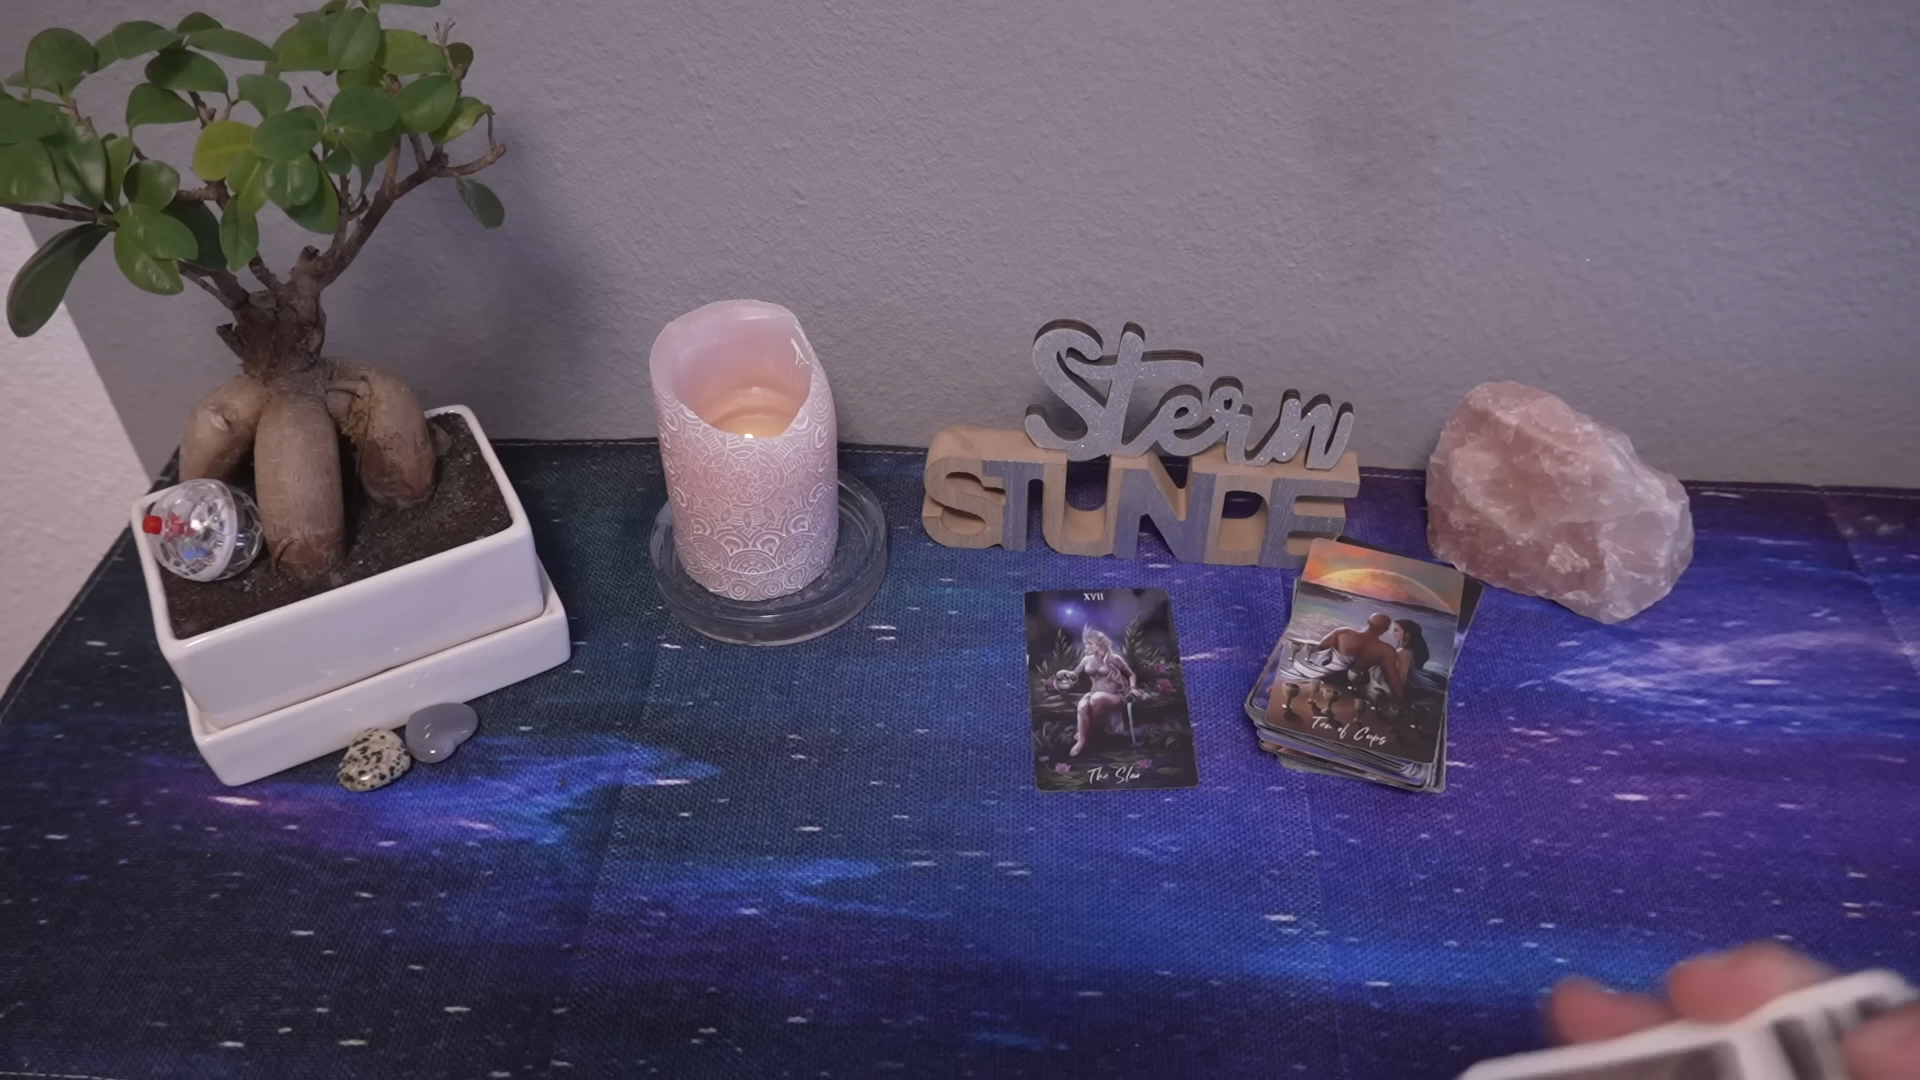 Stern
STUNDE
XVII
The Star
Ten of Cups